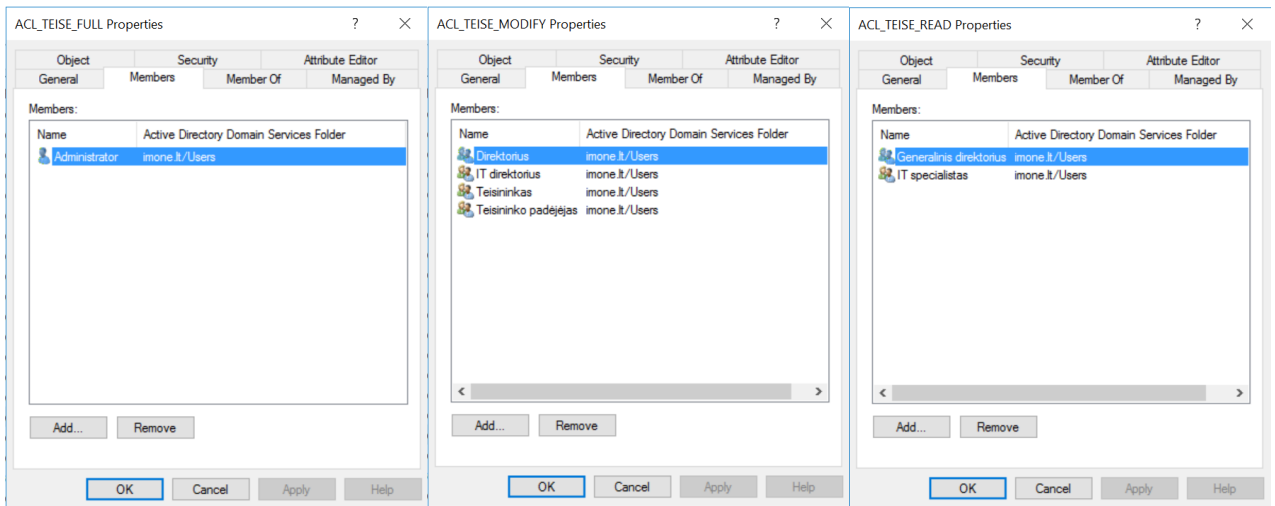 ACL_TEISE_FULL Properties ? ×
Object Security Attribute Editor
General Members Member Of Managed By
Members:
Name Active Directory Domain Services Folder
Administrator imone.lt/Users
Add... Remove
OK Cancel Apply Help
ACL_TEISE_MODIFY Properties ? ×
Object Security Attribute Editor
General Members Member Of Managed By
Members:
Name Active Directory Domain Services Folder
Direktorius imone.lt/Users
IT direktorius imone.lt/Users
Teisininkas imone.lt/Users
Teisininko padėjėjas imone.lt/Users
Add... Remove
OK Cancel Apply Help
ACL_TEISE_READ Properties ? ×
Object Security Attribute Editor
General Members Member Of Managed By
Members:
Name Active Directory Domain Services Folder
Generalinis direktorius imone.lt/Users
IT specialistas imone.lt/Users
Add... Remove
OK Cancel Apply Help